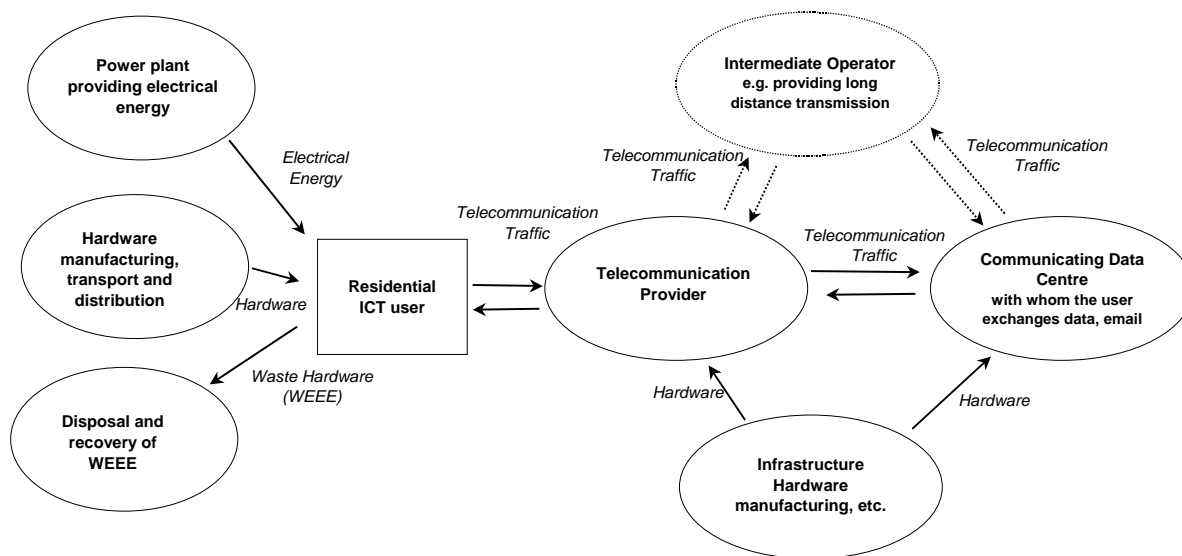 Power plant
providing electrical
energy
Intermediate Operator
e.g. providing long
distance transmission
Electrical
Energy
Telecommunication
Traffic
Telecommunication
Traffic
Hardware
manufacturing,
transport and
distribution
Hardware
Residential
ICT user
Telecommunication
Traffic
Telecommunication
Provider
Telecommunication
Traffic
Communicating Data
Centre
with whom the user
exchanges data, email
Waste Hardware
(WEEE)
Disposal and
recovery of
WEEE
Hardware
Hardware
Infrastructure
Hardware
manufacturing, etc.